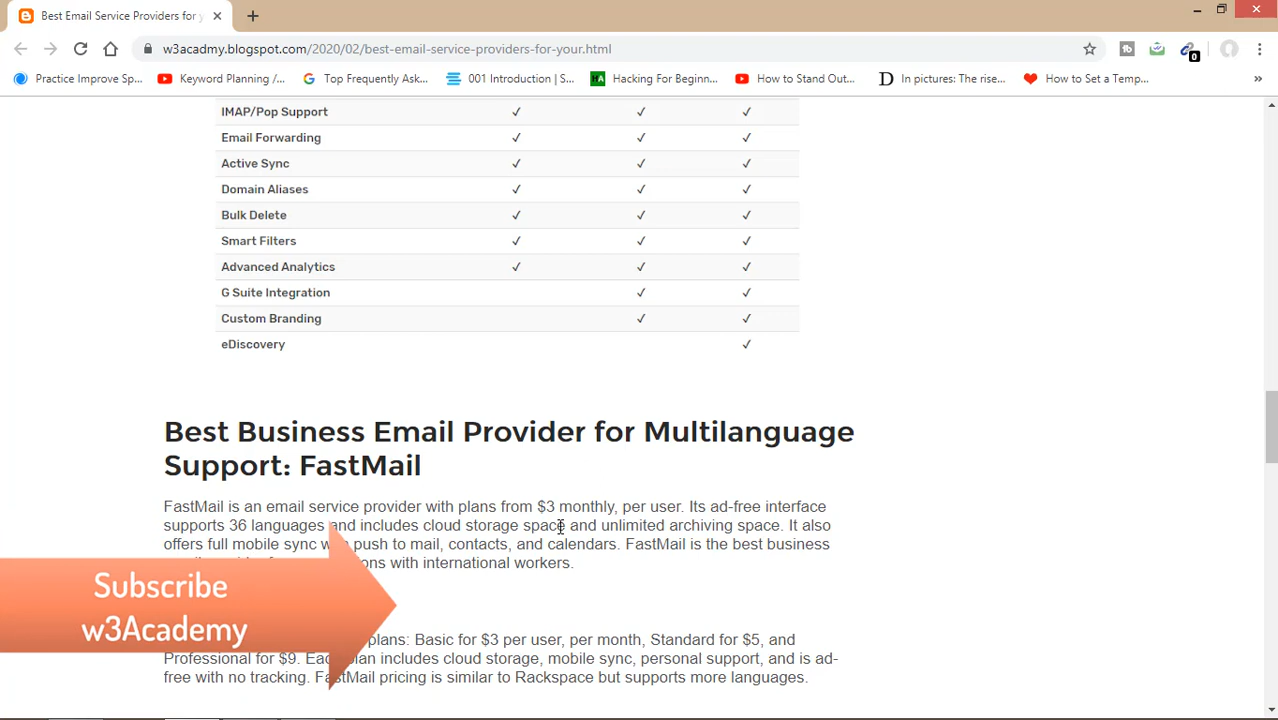 Best Email Service Providers for y
w3acadmy.blogspot.com/2020/02/best-email-service-providers-for-your.html
0
Practice Improve Sp...
Keyword Planning /...
Top Frequently Ask...
001 Introduction | S...
Hacking For Beginn...
How to Stand Out...
In pictures: The rise...
How to Set a Temp...
»
IMAP/Pop Support ✓ ✓ ✓
Email Forwarding ✓ ✓ ✓
Active Sync ✓ ✓ ✓
Domain Aliases ✓ ✓ ✓
Bulk Delete ✓ ✓ ✓
Smart Filters ✓ ✓ ✓
Advanced Analytics ✓ ✓ ✓
G Suite Integration ✓ ✓
Custom Branding ✓ ✓
eDiscovery ✓
Best Business Email Provider for Multilanguage
Support: FastMail
FastMail is an email service provider with plans from $3 monthly, per user. Its ad-free interface
supports 36 languages and includes cloud storage space and unlimited archiving space. It also
offers full mobile sync with push to mail, contacts, and calendars. FastMail is the best business
with international workers.
Subscribe
w3Academy
plans: Basic for $3 per user, per month, Standard for $5, and
Professional for $9. Each plan includes cloud storage, mobile sync, personal support, and is ad-
free with no tracking. FastMail pricing is similar to Rackspace but supports more languages.